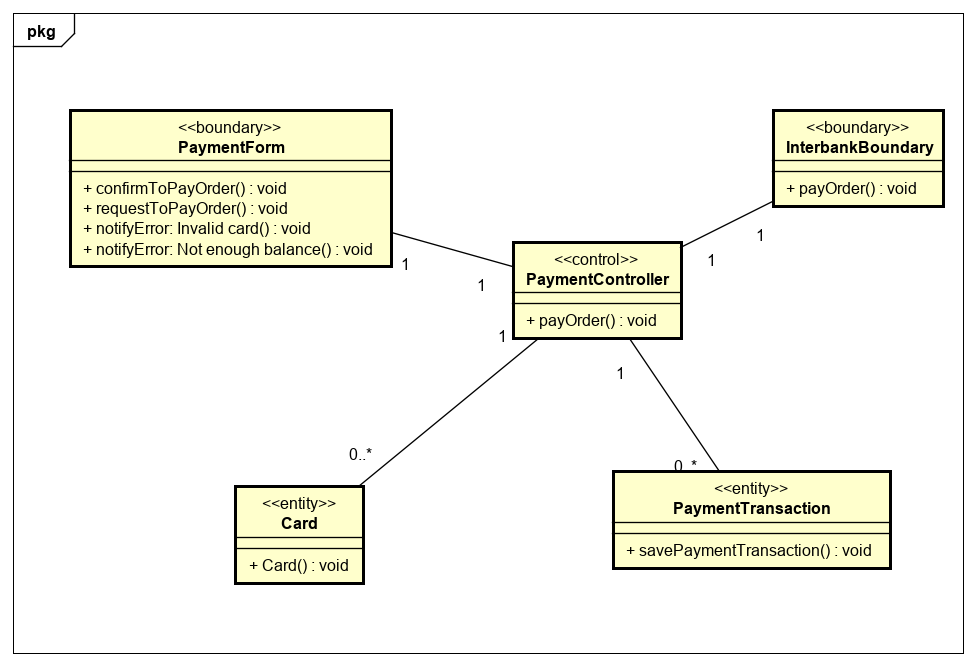 pkg
<<boundary>>
PaymentForm
+ confirmToPayOrder() : void
+ requestToPayOrder() : void
+ notifyError: Invalid card() : void
+ notifyError: Not enough balance() : void
<<boundary>>
InterbankBoundary
+ payOrder() : void
1
1
1
1
<<control>>
PaymentController
+ payOrder() : void
1
1
0..*
0..*
<<entity>>
Card
+ Card() : void
<<entity>>
PaymentTransaction
+ savePaymentTransaction() : void